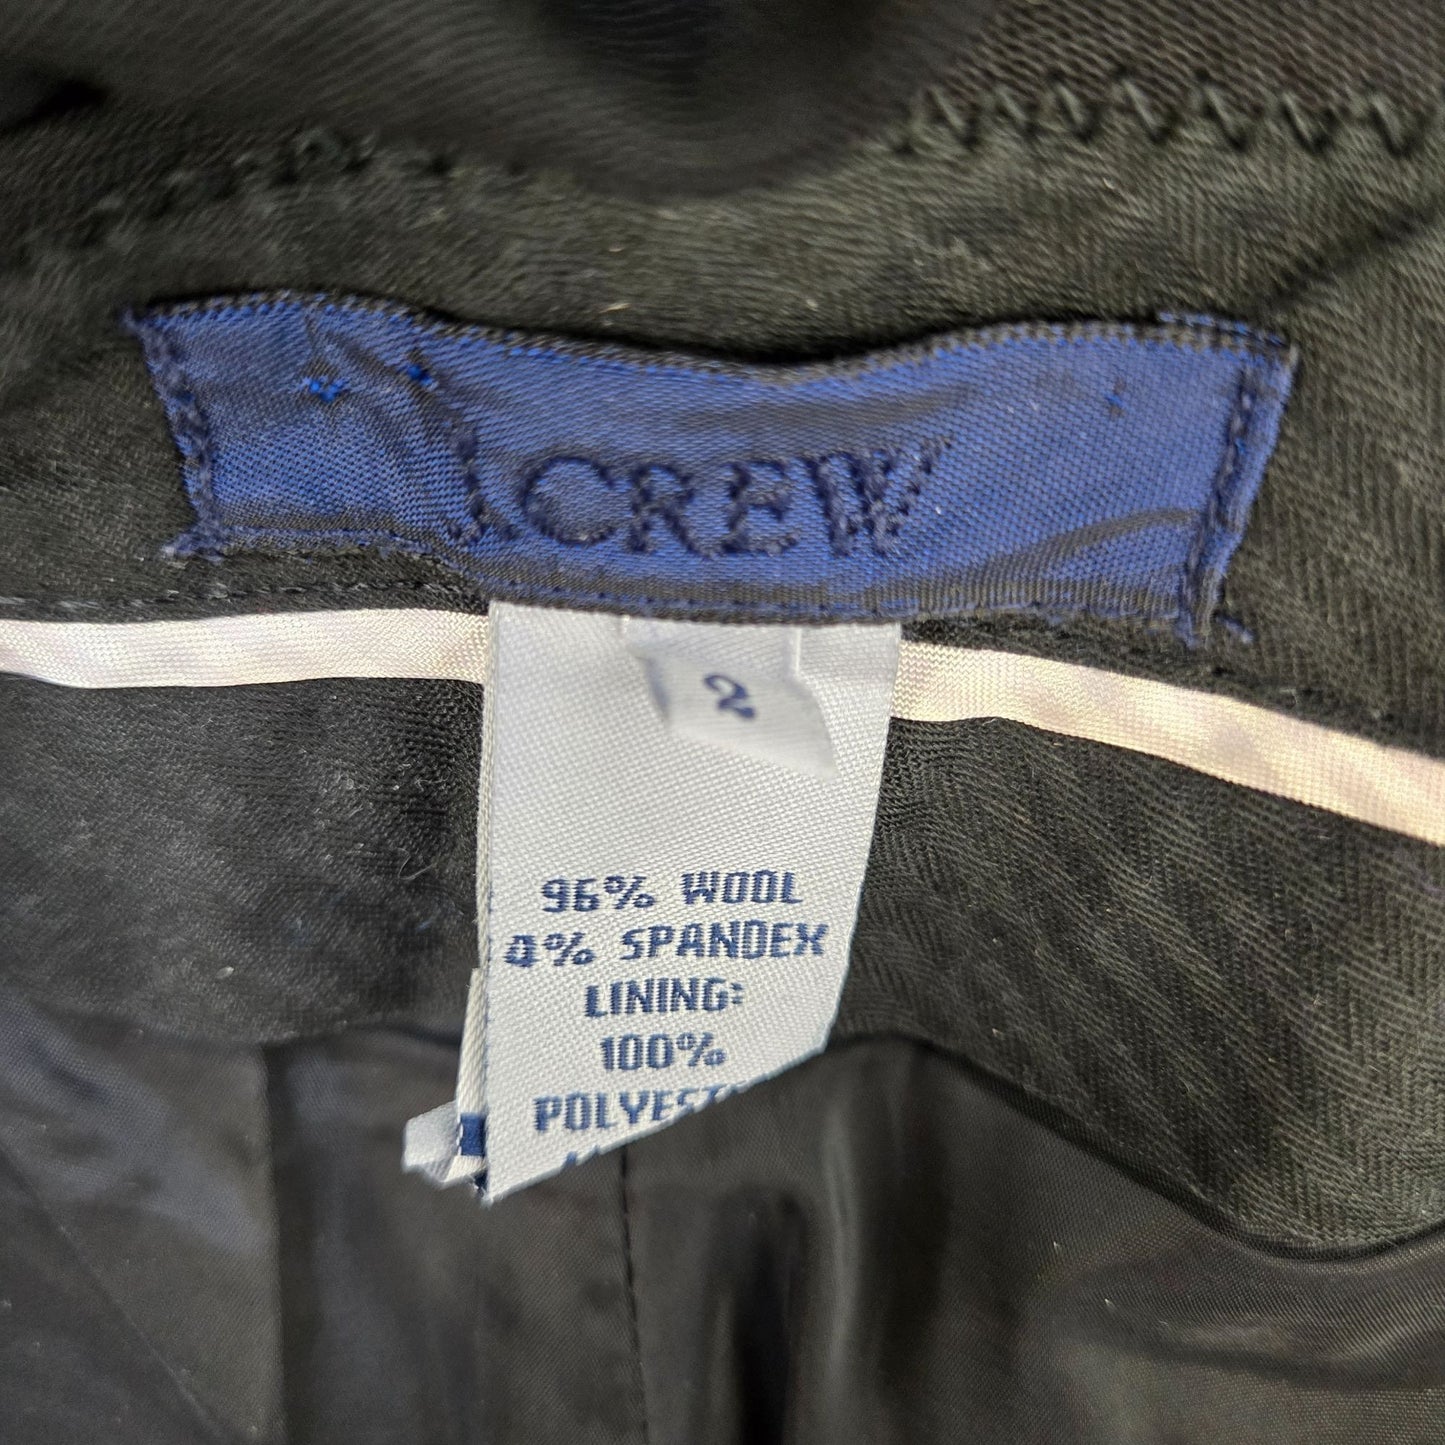 J.CREW
2
96% WOOL
4% SPANDEX
LINING:
100%